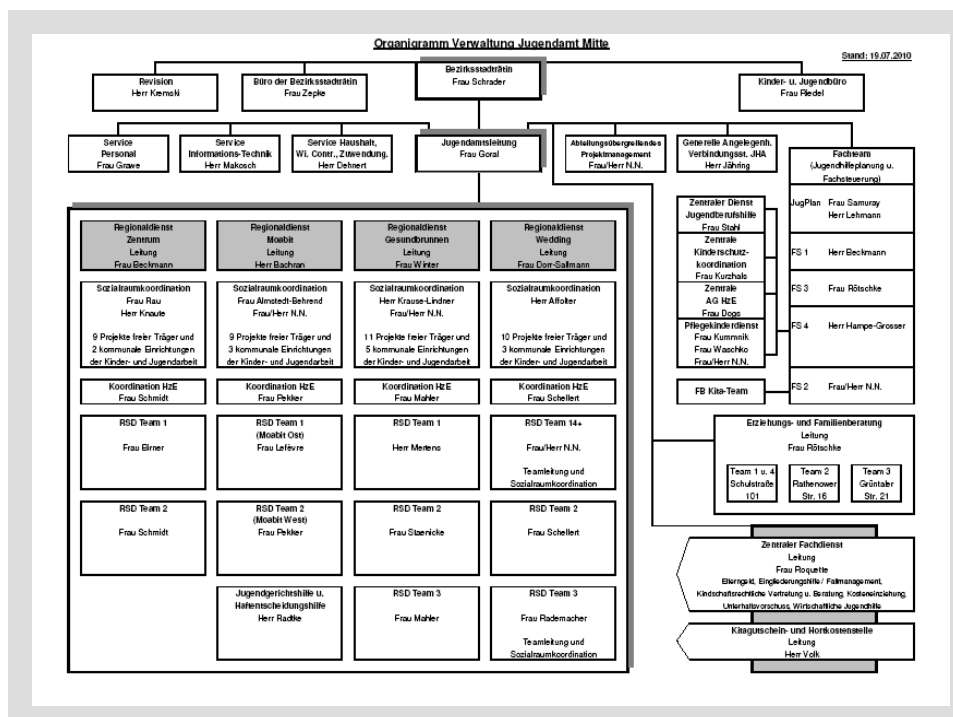 Organigramm Verwaltung Jugendamt Mitte
Stand: 19.07.2010
Bezirksstadträtin
Frau Schrader
Revision
Herr Kremski
Büro der Bezirksstadträtin
Frau Zepke
Kinder- u. Jugendbüro
Frau Riedel
Service
Personal
Frau Grawe
Service
Informations-Technik
Herr Makosch
Service Haushalt,
Wi. Contr., Zuwendung.
Herr Dehnert
Jugendamtsleitung
Frau Goral
Abteilungsübergreifendes
Projektmanagement
Frau/Herr N.N.
Generelle Angelegenh.
Verbindungsst. JHA
Herr Jähring
Fachteam
(Jugendhilfeplanung u.
Fachsteuerung)
JugPlan Frau Samuray
Herr Lehmann
FS 1 Herr Beckmann
FS 3 Frau Rötschke
FS 4 Herr Hampe-Grosser
FS 2 Frau/Herr N.N.
Zentraler Dienst
Jugendberufshilfe
Frau Stahl
Zentrale
Kinderschutz-
koordination
Frau Kurzhals
Zentrale
AG HzE
Frau Dogs
Pflegekinderdienst
Frau Kummnik
Frau Waschko
Frau/Herr N.N.
FB Kita-Team
Regionaldienst
Zentrum
Leitung
Frau Beckmann
Regionaldienst
Moabit
Leitung
Herr Bachran
Regionaldienst
Gesundbrunnen
Leitung
Frau Winter
Regionaldienst
Wedding
Leitung
Frau Dorr-Sallmann
Sozialraumkoordination
Frau Rau
Herr Knaute
9 Projekte freier Träger und
2 kommunale Einrichtungen
der Kinder- und Jugendarbeit
Sozialraumkoordination
Frau Almstedt-Behrend
Frau/Herr N.N.
9 Projekte freier Träger und
3 kommunale Einrichtungen
der Kinder- und Jugendarbeit
Sozialraumkoordination
Herr Krause-Lindner
Frau/Herr N.N.
11 Projekte freier Träger und
5 kommunale Einrichtungen
der Kinder- und Jugendarbeit
Sozialraumkoordination
Herr Affolter
10 Projekte freier Träger und
3 kommunale Einrichtungen
der Kinder- und Jugendarbeit
Koordination HzE
Frau Schmidt
Koordination HzE
Frau Pekker
Koordination HzE
Frau Mahler
Koordination HzE
Frau Schellert
RSD Team 1
Frau Birner
RSD Team 1
(Moabit Ost)
Frau Lefèvre
RSD Team 1
Herr Mertens
RSD Team 14+
Frau/Herr N.N.
Teamleitung und
Sozialraumkoordination
RSD Team 2
Frau Schmidt
RSD Team 2
(Moabit West)
Frau Pekker
RSD Team 2
Frau Staenicke
RSD Team 2
Frau Schellert
Jugendgerichtshilfe u.
Haftentscheidungshilfe
Herr Radtke
RSD Team 3
Frau Mahler
RSD Team 3
Frau Rademacher
Teamleitung und
Sozialraumkoordination
Erziehungs- und Familienberatung
Leitung
Frau Rötschke
Team 1 u. 4
Schulstraße
101
Team 2
Rathenower
Str. 16
Team 3
Grüntaler
Str. 21
Zentraler Fachdienst
Leitung
Frau Roquette
Elterngeld, Eingliederungshilfe / Fallmanagement,
Kindschaftsrechtliche Vertretung u. Beratung, Kosteneinziehung,
Unterhaltsvorschuss, Wirtschaftliche Jugendhilfe
Kitagutschein- und Hortkostenstelle
Leitung
Herr Volk